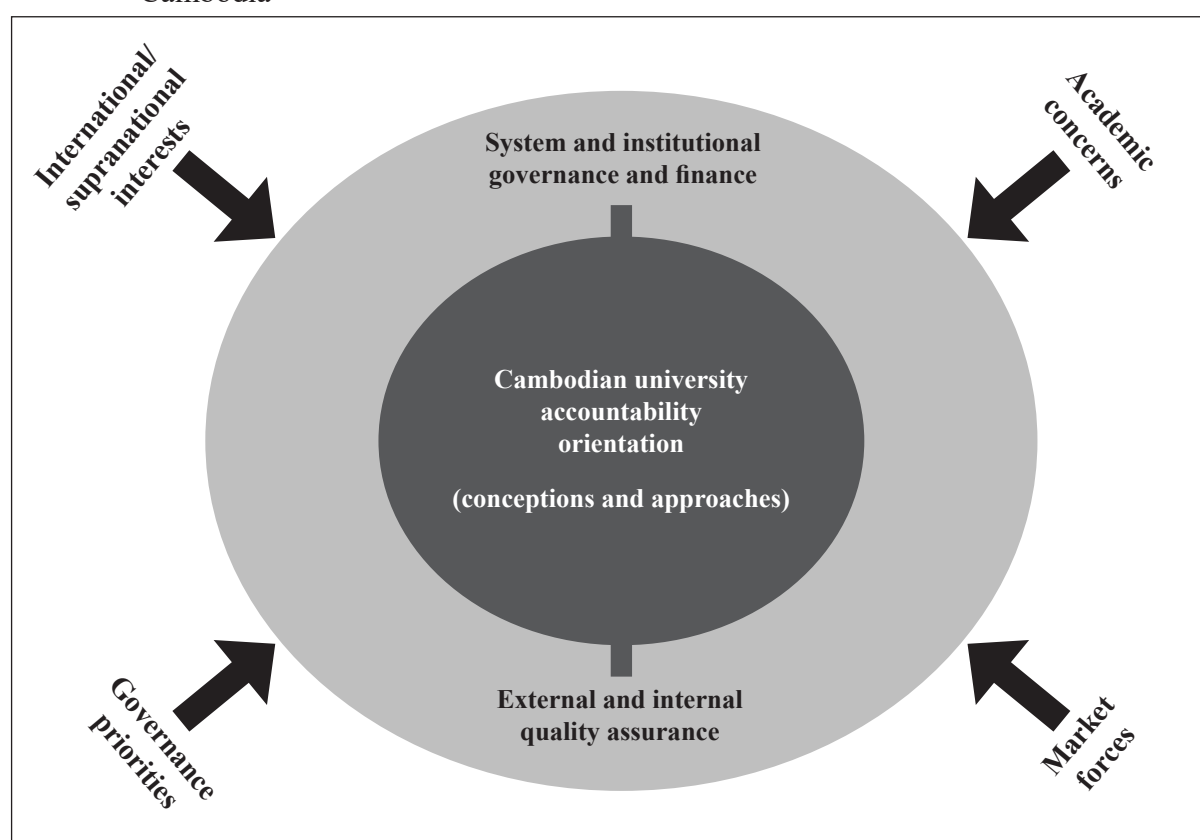 Cambodia
International/
supranational
interests
Academic
concerns
System and institutional
governance and finance
Cambodian university
accountability
orientation
(conceptions and approaches)
External and internal
quality assurance
Governance
priorities
Market
forces